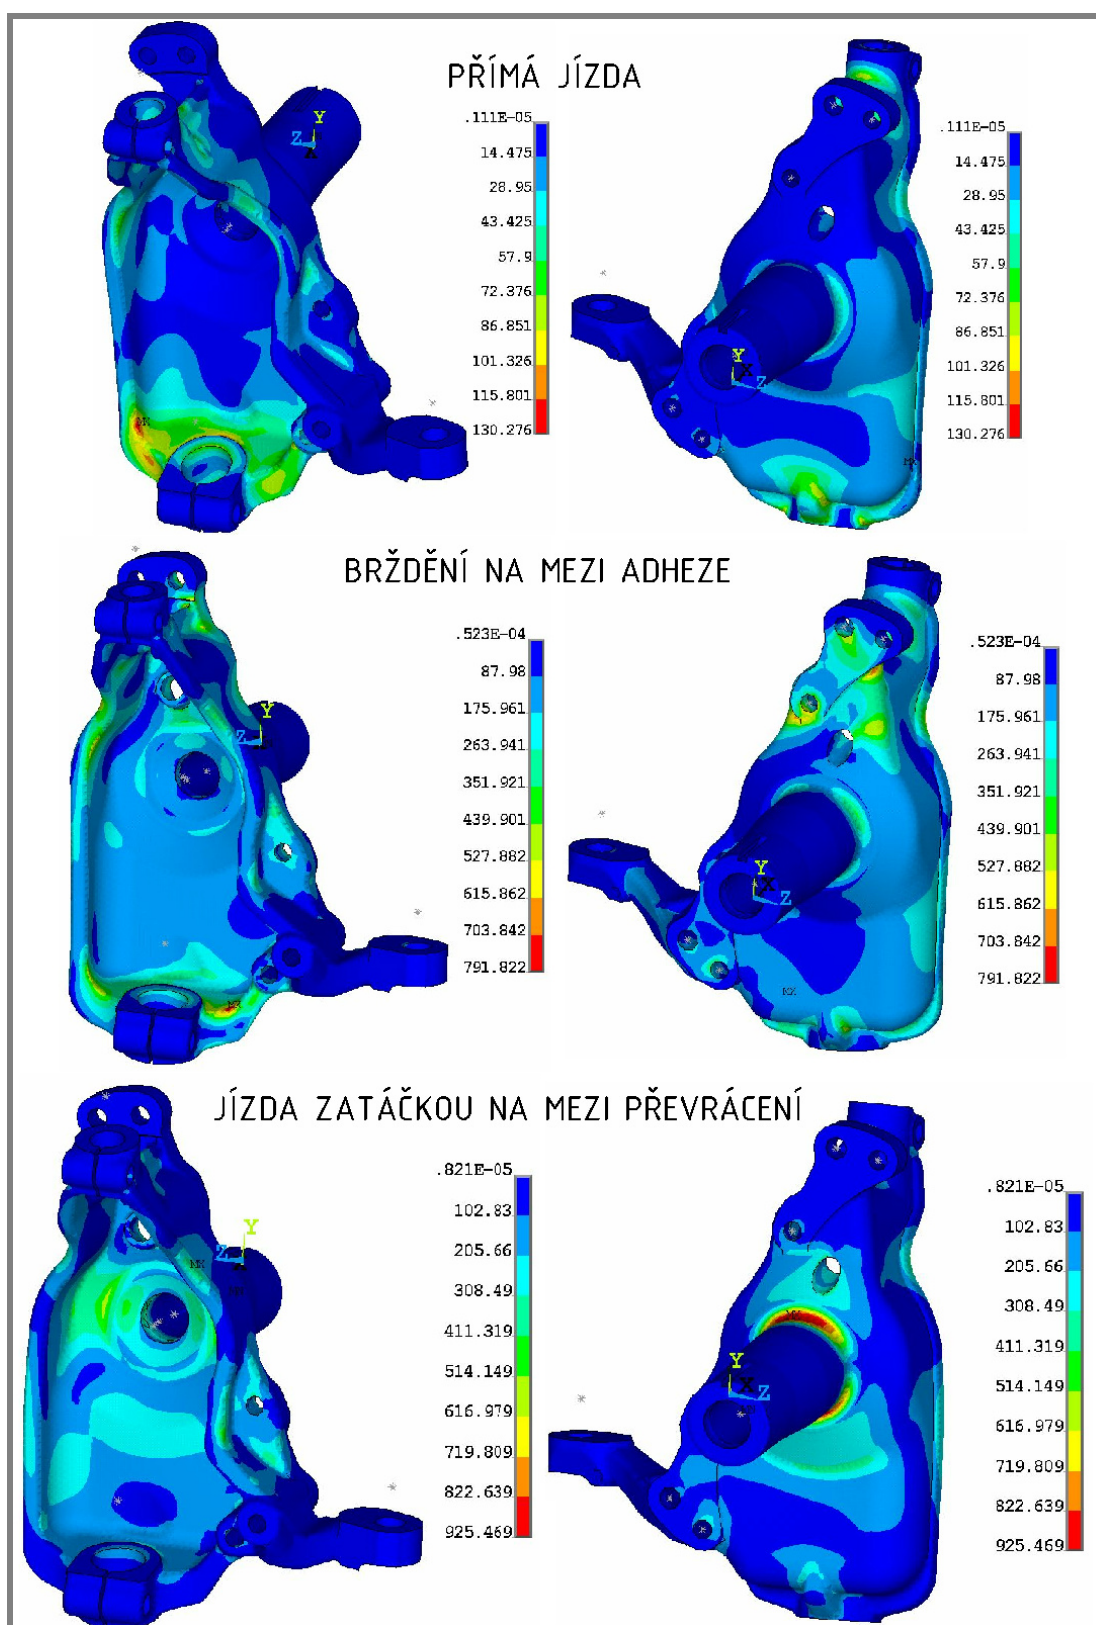 PŘÍMÁ JÍZDA
.111E-05
14.475
28.95
43.425
57.9
72.376
86.851
101.326
115.801
130.276
Y
Z
X
MX
.111E-05
14.475
28.95
43.425
57.9
72.376
86.851
101.326
115.801
130.276
Y
X
Z
MX
BRŽDĚNÍ NA MEZI ADHEZE
.523E-04
87.98
175.961
263.941
351.921
439.901
527.882
615.862
703.842
791.822
Y
Z
MX
.523E-04
87.98
175.961
263.941
351.921
439.901
527.882
615.862
703.842
791.822
Y
X
Z
MX
JÍZDA ZATÁČKOU NA MEZI PŘEVRÁCENÍ
.821E-05
102.83
205.66
308.49
411.319
514.149
616.979
719.809
822.639
925.469
Y
Z
MX
.821E-05
102.83
205.66
308.49
411.319
514.149
616.979
719.809
822.639
925.469
MX
Y
X
Z